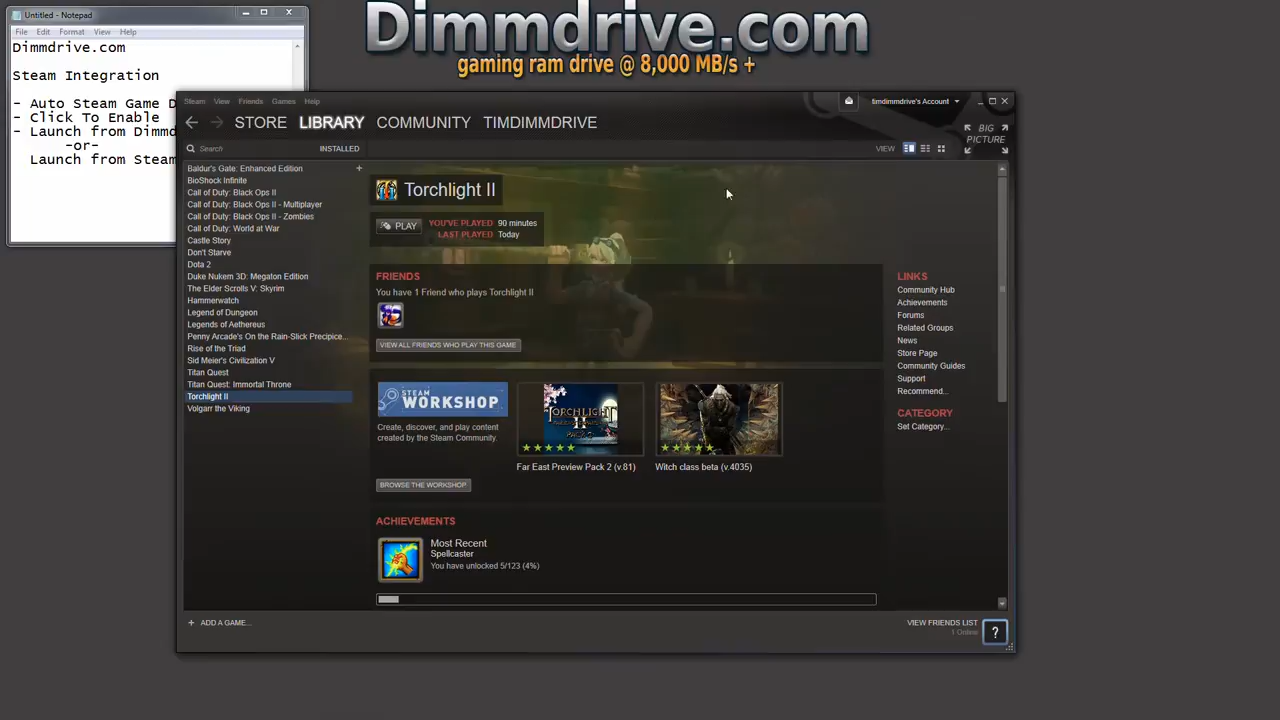 Untitled - Notepad
File Edit Format View Help
Dimmdrive.com
Steam Integration
- Auto Steam Game D
- Click To Enable
- Launch from Dimmd
-or-
Launch from Steam
Dimmdrive.com
gaming ram drive @ 8,000 MB/s +
Steam View Friends Games Help
timdimmdrive's Account
STORE LIBRARY COMMUNITY TIMDIMMDRIVE
BIG PICTURE
Search INSTALLED
VIEW
Baldur's Gate: Enhanced Edition
BioShock Infinite
Call of Duty: Black Ops II
Call of Duty: Black Ops II - Multiplayer
Call of Duty: Black Ops II - Zombies
Call of Duty: World at War
Castle Story
Don't Starve
Dota 2
Duke Nukem 3D: Megaton Edition
The Elder Scrolls V: Skyrim
Hammerwatch
Legend of Dungeon
Legends of Aethereus
Penny Arcade's On the Rain-Slick Precipice...
Rise of the Triad
Sid Meier's Civilization V
Titan Quest
Titan Quest: Immortal Throne
Torchlight II
Volgarr the Viking
+ ADD A GAME...
Torchlight II
PLAY
YOU'VE PLAYED 90 minutes
LAST PLAYED Today
FRIENDS
You have 1 Friend who plays Torchlight II
VIEW ALL FRIENDS WHO PLAY THIS GAME
STEAM WORKSHOP
Create, discover, and play content
created by the Steam Community.
BROWSE THE WORKSHOP
TORCHLIGHT II
Far East Preview Pack 2 (v.81)
Witch class beta (v.4035)
ACHIEVEMENTS
Most Recent
Spellcaster
You have unlocked 5/123 (4%)
LINKS
Community Hub
Achievements
Forums
Related Groups
News
Store Page
Community Guides
Support
Recommend...
CATEGORY
Set Category...
VIEW FRIENDS LIST
1 Online
?